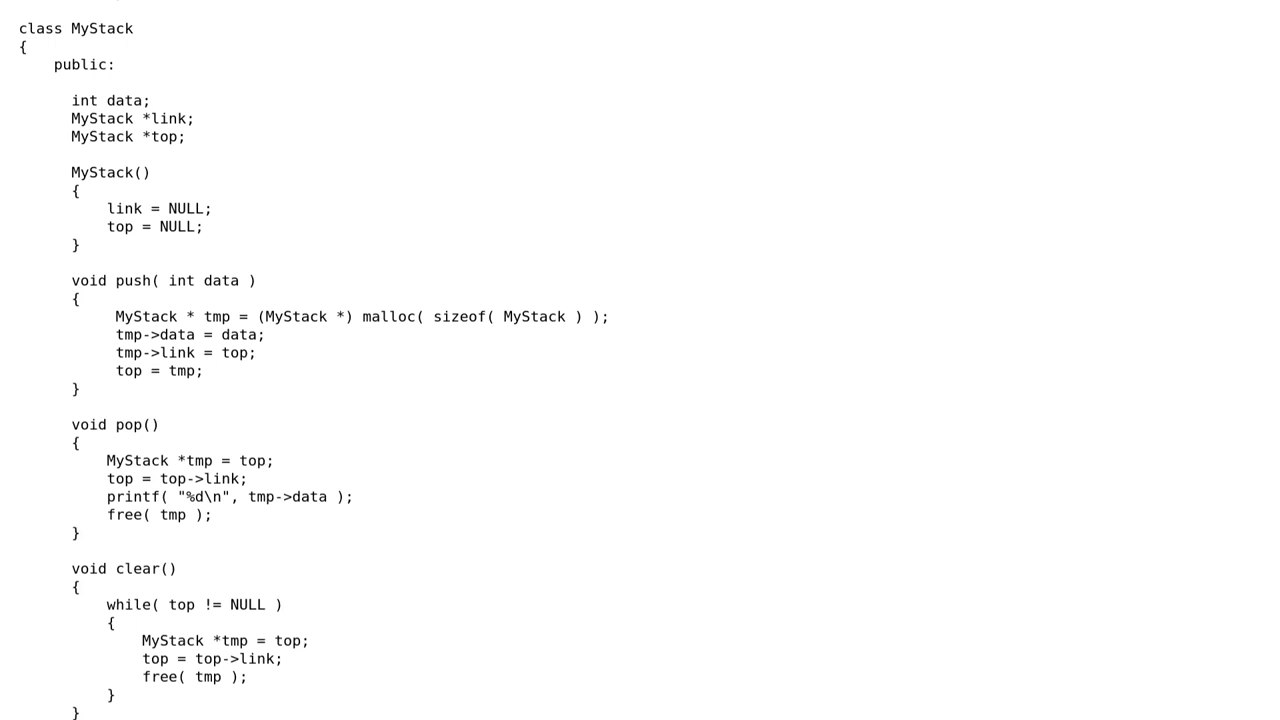 class MyStack
{
    public:

      int data;
      MyStack *link;
      MyStack *top;

      MyStack()
      {
          link = NULL;
          top = NULL;
      }

      void push( int data )
      {
           MyStack * tmp = (MyStack *) malloc( sizeof( MyStack ) );
           tmp->data = data;
           tmp->link = top;
           top = tmp;
      }

      void pop()
      {
          MyStack *tmp = top;
          top = top->link;
          printf( "%d\n", tmp->data );
          free( tmp );
      }

      void clear()
      {
          while( top != NULL )
          {
              MyStack *tmp = top;
              top = top->link;
              free( tmp );
          }
      }